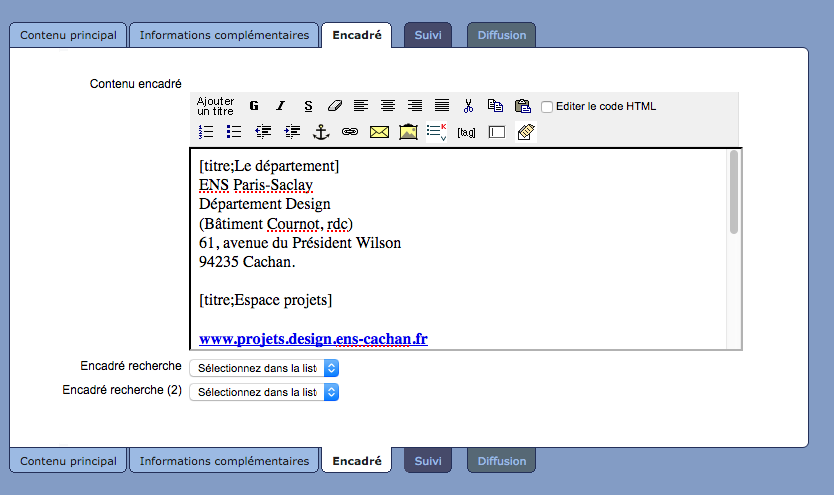 Contenu principal Informations complémentaires Encadré Suivi Diffusion
Contenu encadré
Ajouter un titre G I S Editer le code HTML
[tag]
[titre;Le département]
ENS Paris-Saclay
Département Design
(Bâtiment Cournot, rdc)
61, avenue du Président Wilson
94235 Cachan.
[titre;Espace projets]
www.projets.design.ens-cachan.fr
Encadré recherche Sélectionnez dans la liste
Encadré recherche (2) Sélectionnez dans la liste
Contenu principal Informations complémentaires Encadré Suivi Diffusion